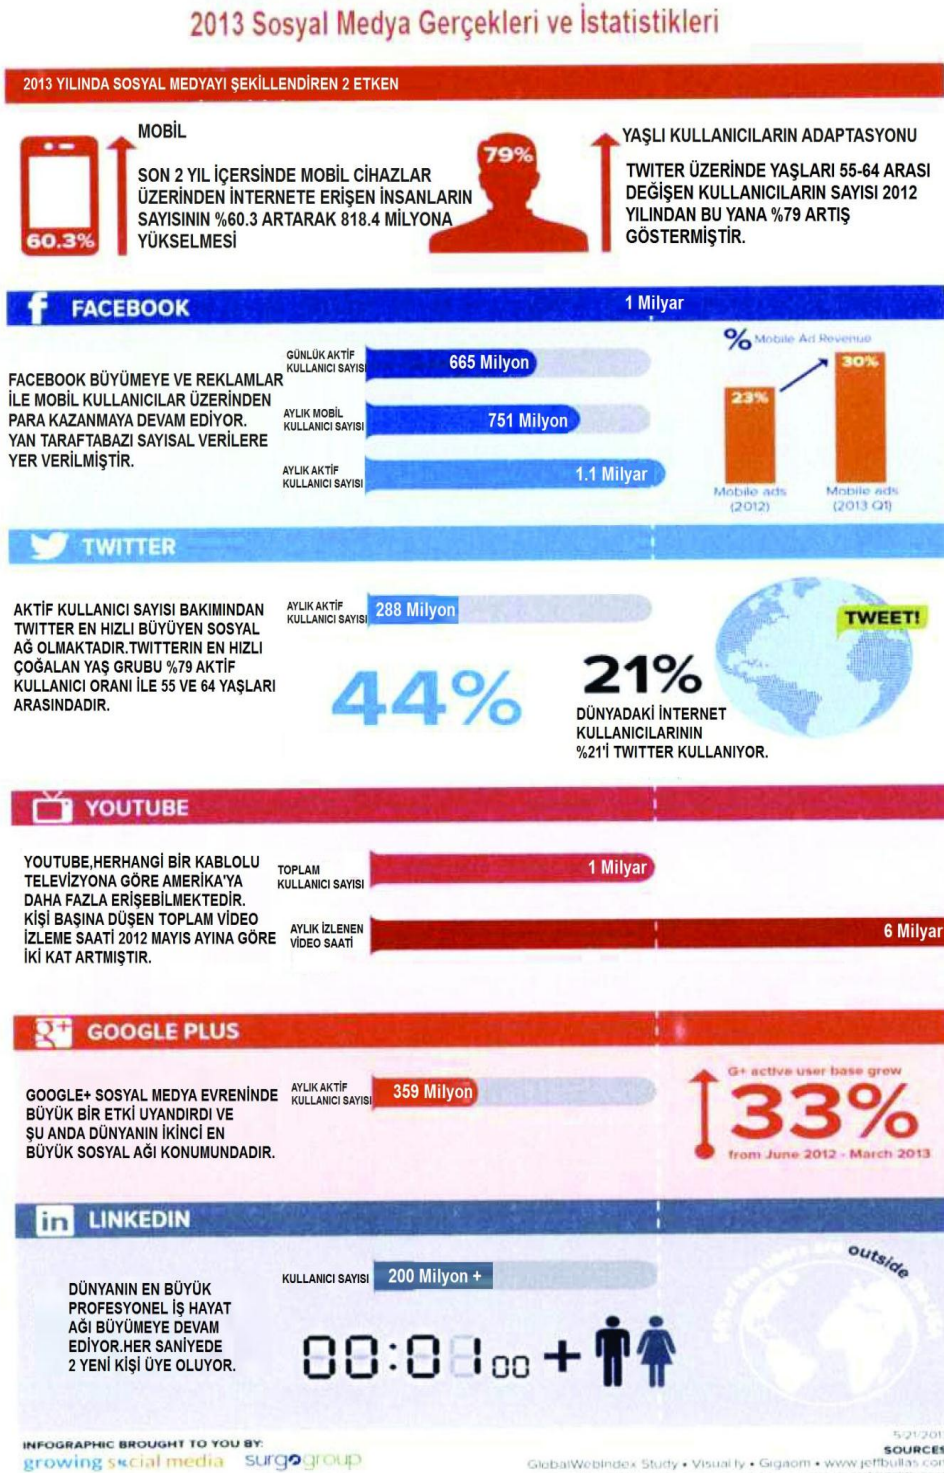 2013 Sosyal Medya Gerçekleri ve İstatistikleri
2013 YILINDA SOSYAL MEDYAYI ŞEKİLLENDİREN 2 ETKEN
60.3%
MOBİL
SON 2 YIL İÇERSİNDE MOBİL CİHAZLAR
ÜZERİNDEN İNTERNETE ERİŞEN İNSANLARIN
SAYISININ %60.3 ARTARAK 818.4 MİLYONA
YÜKSELMESİ
79%
YAŞLI KULLANICILARIN ADAPTASYONU
TWITER ÜZERİNDE YAŞLARI 55-64 ARASI
DEĞİŞEN KULLANICILARIN SAYISI 2012
YILINDAN BU YANA %79 ARTIŞ
GÖSTERMİŞTİR.
f FACEBOOK
1 Milyar
FACEBOOK BÜYÜMEYE VE REKLAMLAR
İLE MOBİL KULLANICILAR ÜZERİNDEN
PARA KAZANMAYA DEVAM EDİYOR.
YAN TARAFTABAZI SAYISAL VERİLERE
YER VERİLMİŞTİR.
GÜNLÜK AKTİF
KULLANICI SAYISI
665 Milyon
AYLIK MOBİL
KULLANICI SAYISI
751 Milyon
AYLIK AKTİF
KULLANICI SAYISI
1.1 Milyar
% Mobile Ad Revenue
23%
30%
Mobile ads
(2012)
Mobile ads
(2013 Q1)
TWITTER
AKTİF KULLANICI SAYISI BAKIMINDAN
TWITTER EN HIZLI BÜYÜYEN SOSYAL
AĞ OLMAKTADIR.TWITTERIN EN HIZLI
ÇOĞALAN YAŞ GRUBU %79 AKTİF
KULLANICI ORANI İLE 55 VE 64 YAŞLARI
ARASINDADIR.
AYLIK AKTİF
KULLANICI SAYISI
288 Milyon
44%
21%
DÜNYADAKİ İNTERNET
KULLANICILARININ
%21'İ TWITTER KULLANIYOR.
TWEET!
YOUTUBE
YOUTUBE,HERHANGİ BİR KABLOLU
TELEVİZYONA GÖRE AMERİKA'YA
DAHA FAZLA ERİŞEBİLMEKTEDİR.
KİŞİ BAŞINA DÜŞEN TOPLAM VİDEO
İZLEME SAATİ 2012 MAYIS AYINA GÖRE
İKİ KAT ARTMIŞTIR.
TOPLAM
KULLANICI SAYISI
1 Milyar
AYLIK İZLENEN
VİDEO SAATİ
6 Milyar
g+ GOOGLE PLUS
GOOGLE+ SOSYAL MEDYA EVRENİNDE
BÜYÜK BİR ETKİ UYANDIRDI VE
ŞU ANDA DÜNYANIN İKİNCİ EN
BÜYÜK SOSYAL AĞI KONUMUNDADIR.
AYLIK AKTİF
KULLANICI SAYISI
359 Milyon
G+ active user base grew
33%
from June 2012 - March 2013
in LINKEDIN
DÜNYANIN EN BÜYÜK
PROFESYONEL İŞ HAYAT
AĞI BÜYÜMEYE DEVAM
EDİYOR.HER SANİYEDE
2 YENİ KİŞİ ÜYE OLUYOR.
KULLANICI SAYISI
200 Milyon +
00:01 00 +
outside
INFOGRAPHIC BROUGHT TO YOU BY:
growing social media surgogroup
5/21/201
SOURCES
GlobalWebIndex Study • Visual.ly • Gigaom • www.jeffbullas.com